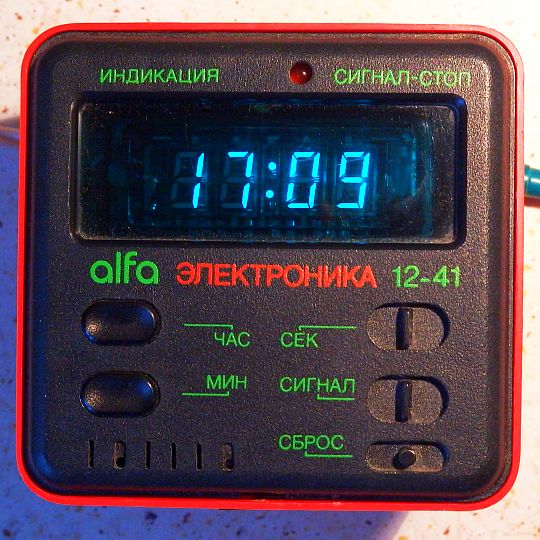 ИНДИКАЦИЯ СИГНАЛ-СТОП
17:09
alfa ЭЛЕКТРОНИКА 12-41
ЧАС СЕК
МИН СИГНАЛ
СБРОС